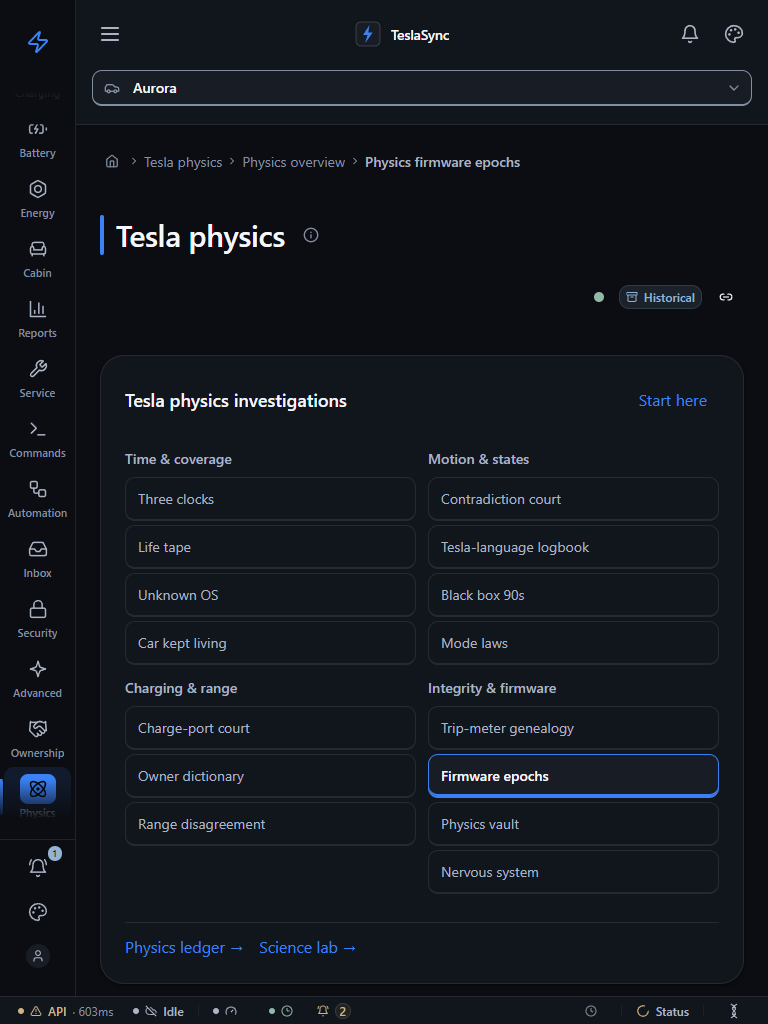 TeslaSync
Aurora
Charging
Battery
Energy
Cabin
Reports
Service
Commands
Automation
Inbox
Security
Advanced
Ownership
Physics
1
Tesla physics > Physics overview > Physics firmware epochs
Tesla physics
Historical
Tesla physics investigations
Start here
Time & coverage
Three clocks
Life tape
Unknown OS
Car kept living
Motion & states
Contradiction court
Tesla-language logbook
Black box 90s
Mode laws
Charging & range
Charge-port court
Owner dictionary
Range disagreement
Integrity & firmware
Trip-meter genealogy
Firmware epochs
Physics vault
Nervous system
Physics ledger →
Science lab →
API · 603ms
Idle
2
Status